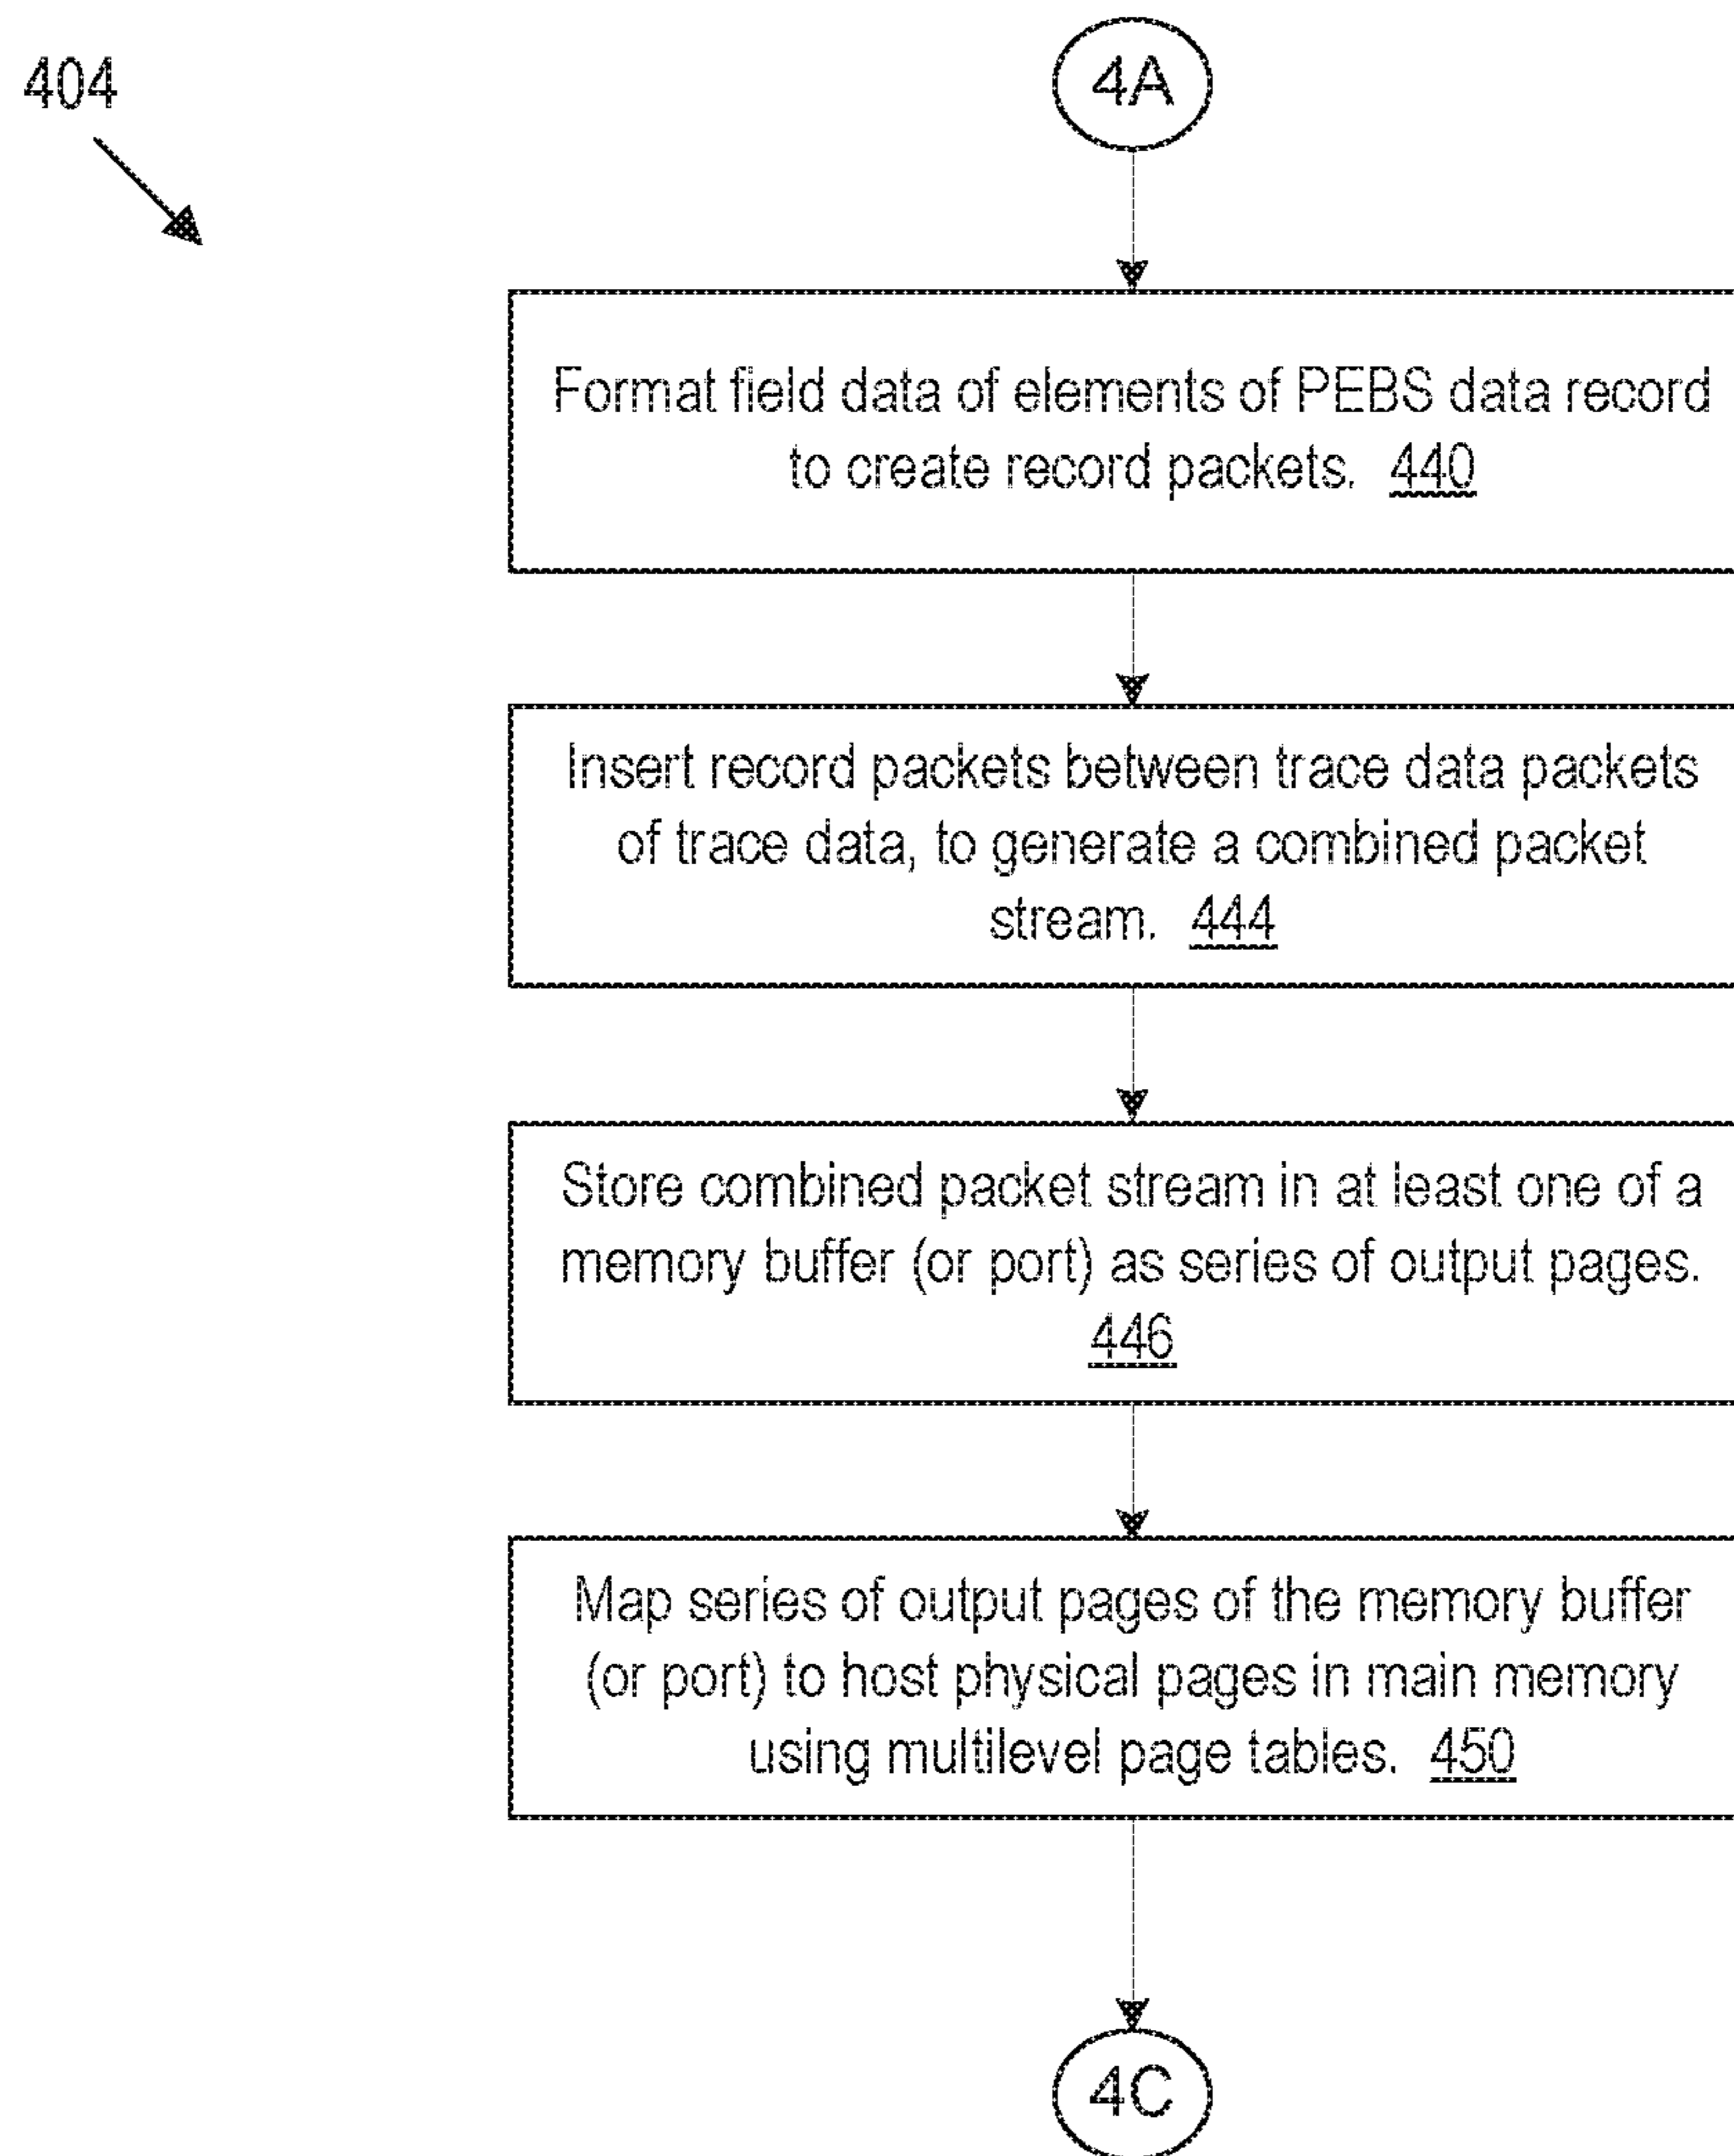 404
4A
Format field data of elements of PEBS data record
to create record packets. 440
Insert record packets between trace data packets
of trace data, to generate a combined packet
stream. 444
Store combined packet stream in at least one of a
memory buffer (or port) as series of output pages.
446
Map series of output pages of the memory buffer
(or port) to host physical pages in main memory
using multilevel page tables. 450
4C